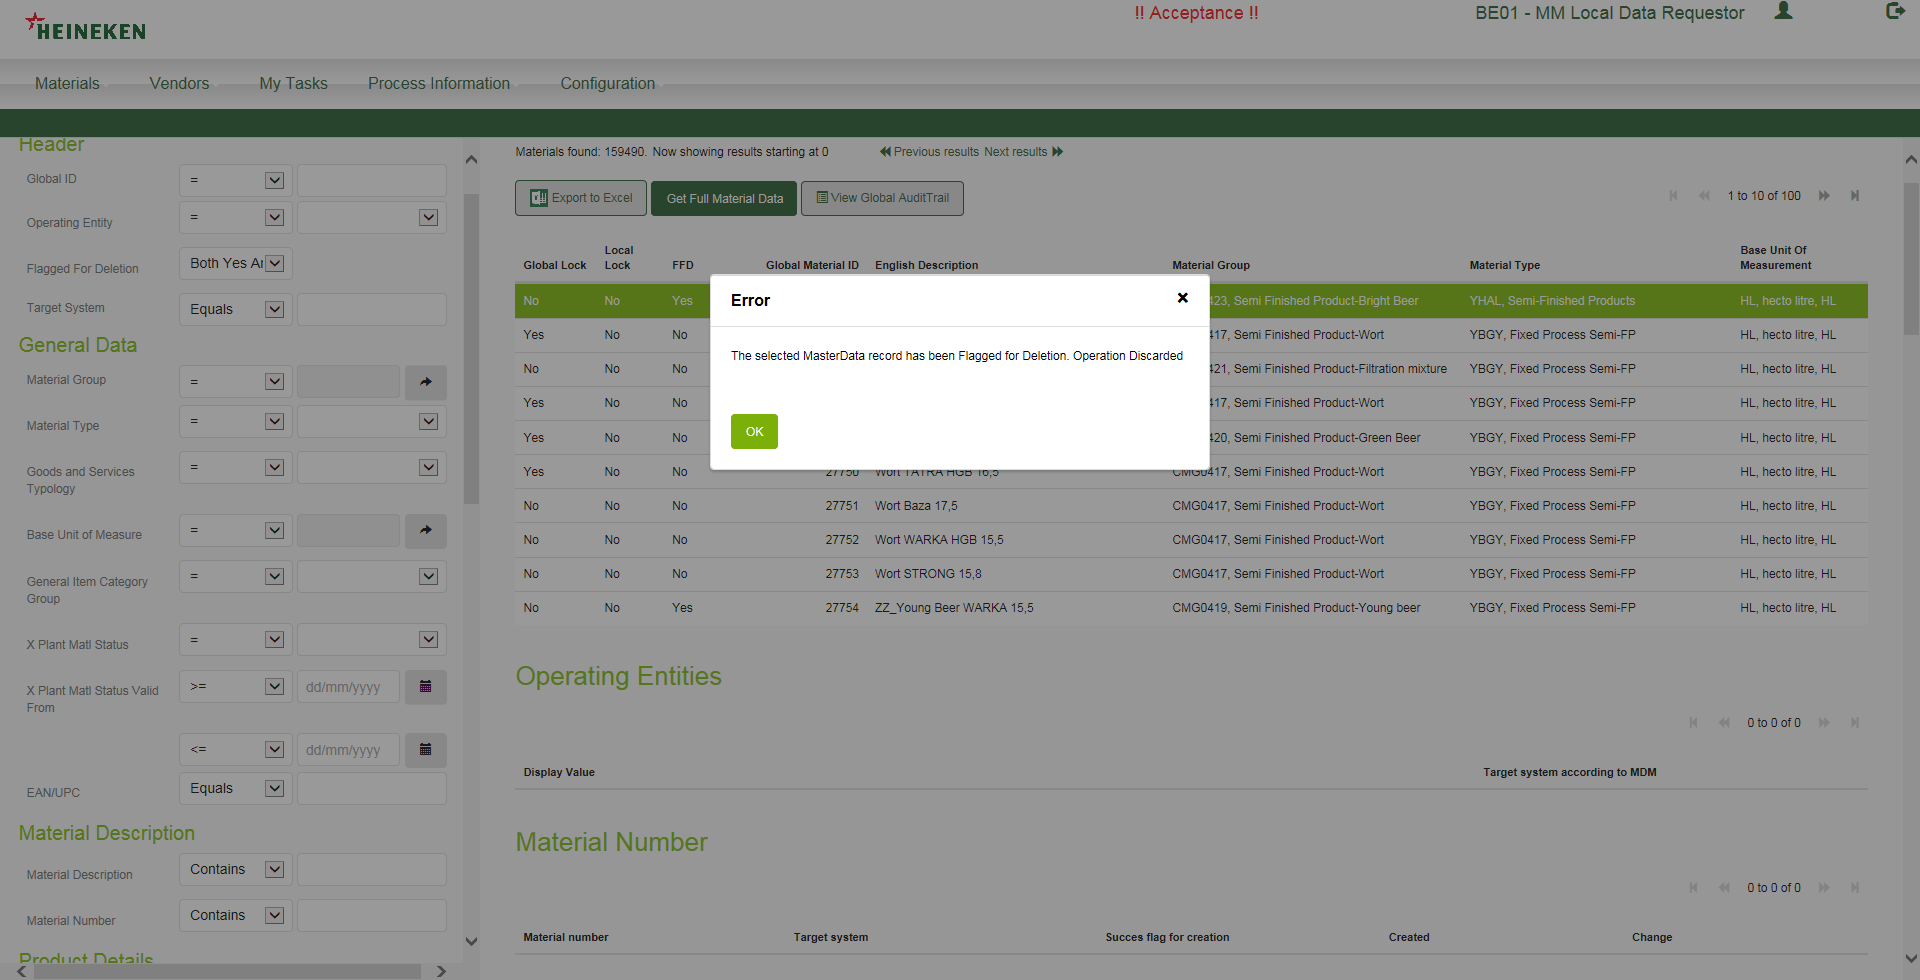 HEINEKEN
!! Acceptance !!
BE01 - MM Local Data Requestor
Materials
Vendors
My Tasks
Process Information
Configuration
Header
Global ID
=
Operating Entity
=
Flagged For Deletion
Both Yes Ar
Target System
Equals
General Data
Material Group
=
Material Type
=
Goods and Services
Typology
=
Base Unit of Measure
=
General Item Category
Group
=
X Plant Matl Status
=
X Plant Matl Status Valid
From
>=
dd/mm/yyyy
<=
dd/mm/yyyy
EAN/UPC
Equals
Material Description
Material Description
Contains
Material Number
Contains
Product Details
Materials found: 159490. Now showing results starting at 0
Previous results Next results
Export to Excel
Get Full Material Data
View Global AuditTrail
1 to 10 of 100
Global Lock
Local
Lock
FFD
Global Material ID
English Description
Material Group
Material Type
Base Unit Of
Measurement
No No Yes 423, Semi Finished Product-Bright Beer YHAL, Semi-Finished Products HL, hecto litre, HL
Yes No No 417, Semi Finished Product-Wort YBGY, Fixed Process Semi-FP HL, hecto litre, HL
No No No 421, Semi Finished Product-Filtration mixture YBGY, Fixed Process Semi-FP HL, hecto litre, HL
Yes No No 417, Semi Finished Product-Wort YBGY, Fixed Process Semi-FP HL, hecto litre, HL
Yes No No 420, Semi Finished Product-Green Beer YBGY, Fixed Process Semi-FP HL, hecto litre, HL
Yes No No 27750 Wort TATRA HGB 16,5 CMG0417, Semi Finished Product-Wort YBGY, Fixed Process Semi-FP HL, hecto litre, HL
No No No 27751 Wort Baza 17,5 CMG0417, Semi Finished Product-Wort YBGY, Fixed Process Semi-FP HL, hecto litre, HL
No No No 27752 Wort WARKA HGB 15,5 CMG0417, Semi Finished Product-Wort YBGY, Fixed Process Semi-FP HL, hecto litre, HL
No No No 27753 Wort STRONG 15,8 CMG0417, Semi Finished Product-Wort YBGY, Fixed Process Semi-FP HL, hecto litre, HL
No No Yes 27754 ZZ_Young Beer WARKA 15,5 CMG0419, Semi Finished Product-Young beer YBGY, Fixed Process Semi-FP HL, hecto litre, HL
Error
The selected MasterData record has been Flagged for Deletion. Operation Discarded
OK
Operating Entities
0 to 0 of 0
Display Value
Target system according to MDM
Material Number
0 to 0 of 0
Material number
Target system
Succes flag for creation
Created
Change